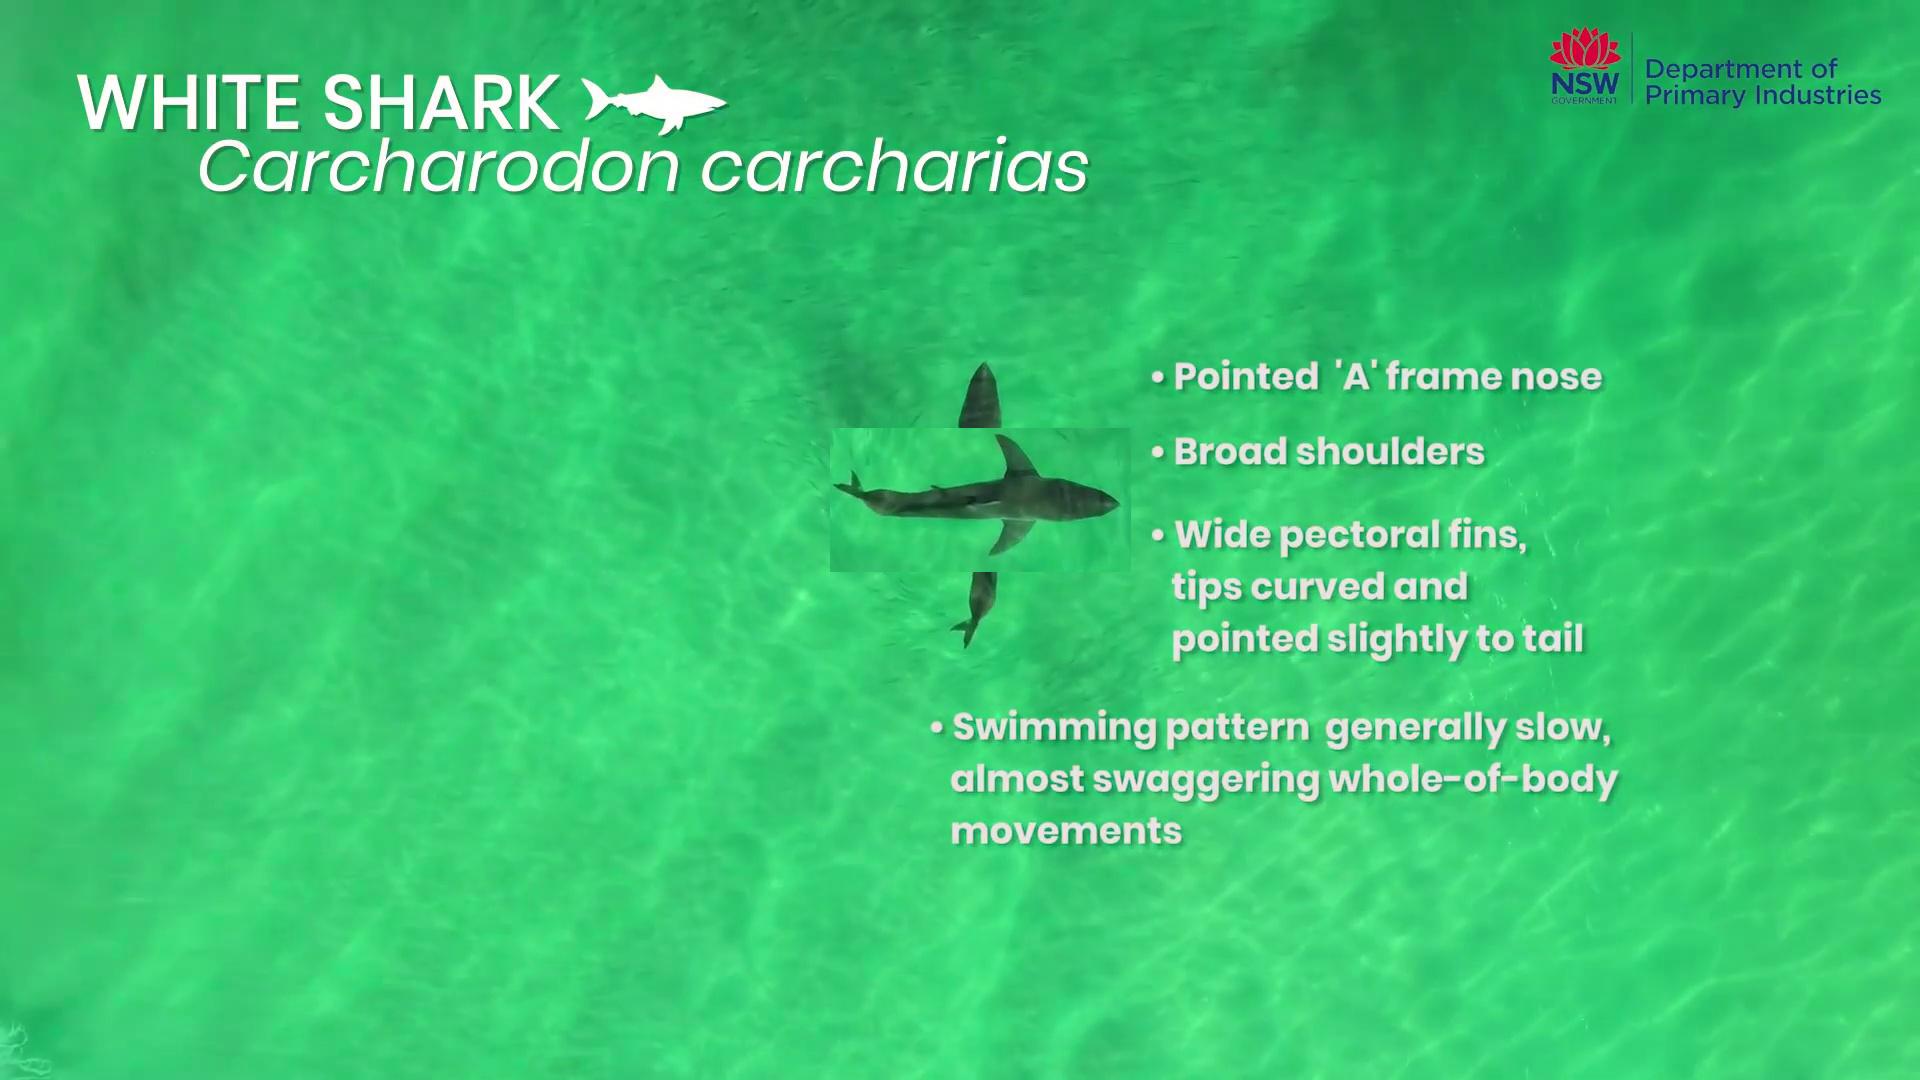 WHITE SHARK
Carcharodon carcharias
NSW
GOVERNMENT
Department of
Primary Industries
• Pointed 'A' frame nose
• Broad shoulders
• Wide pectoral fins,
tips curved and
pointed slightly to tail
• Swimming pattern generally slow,
almost swaggering whole-of-body
movements